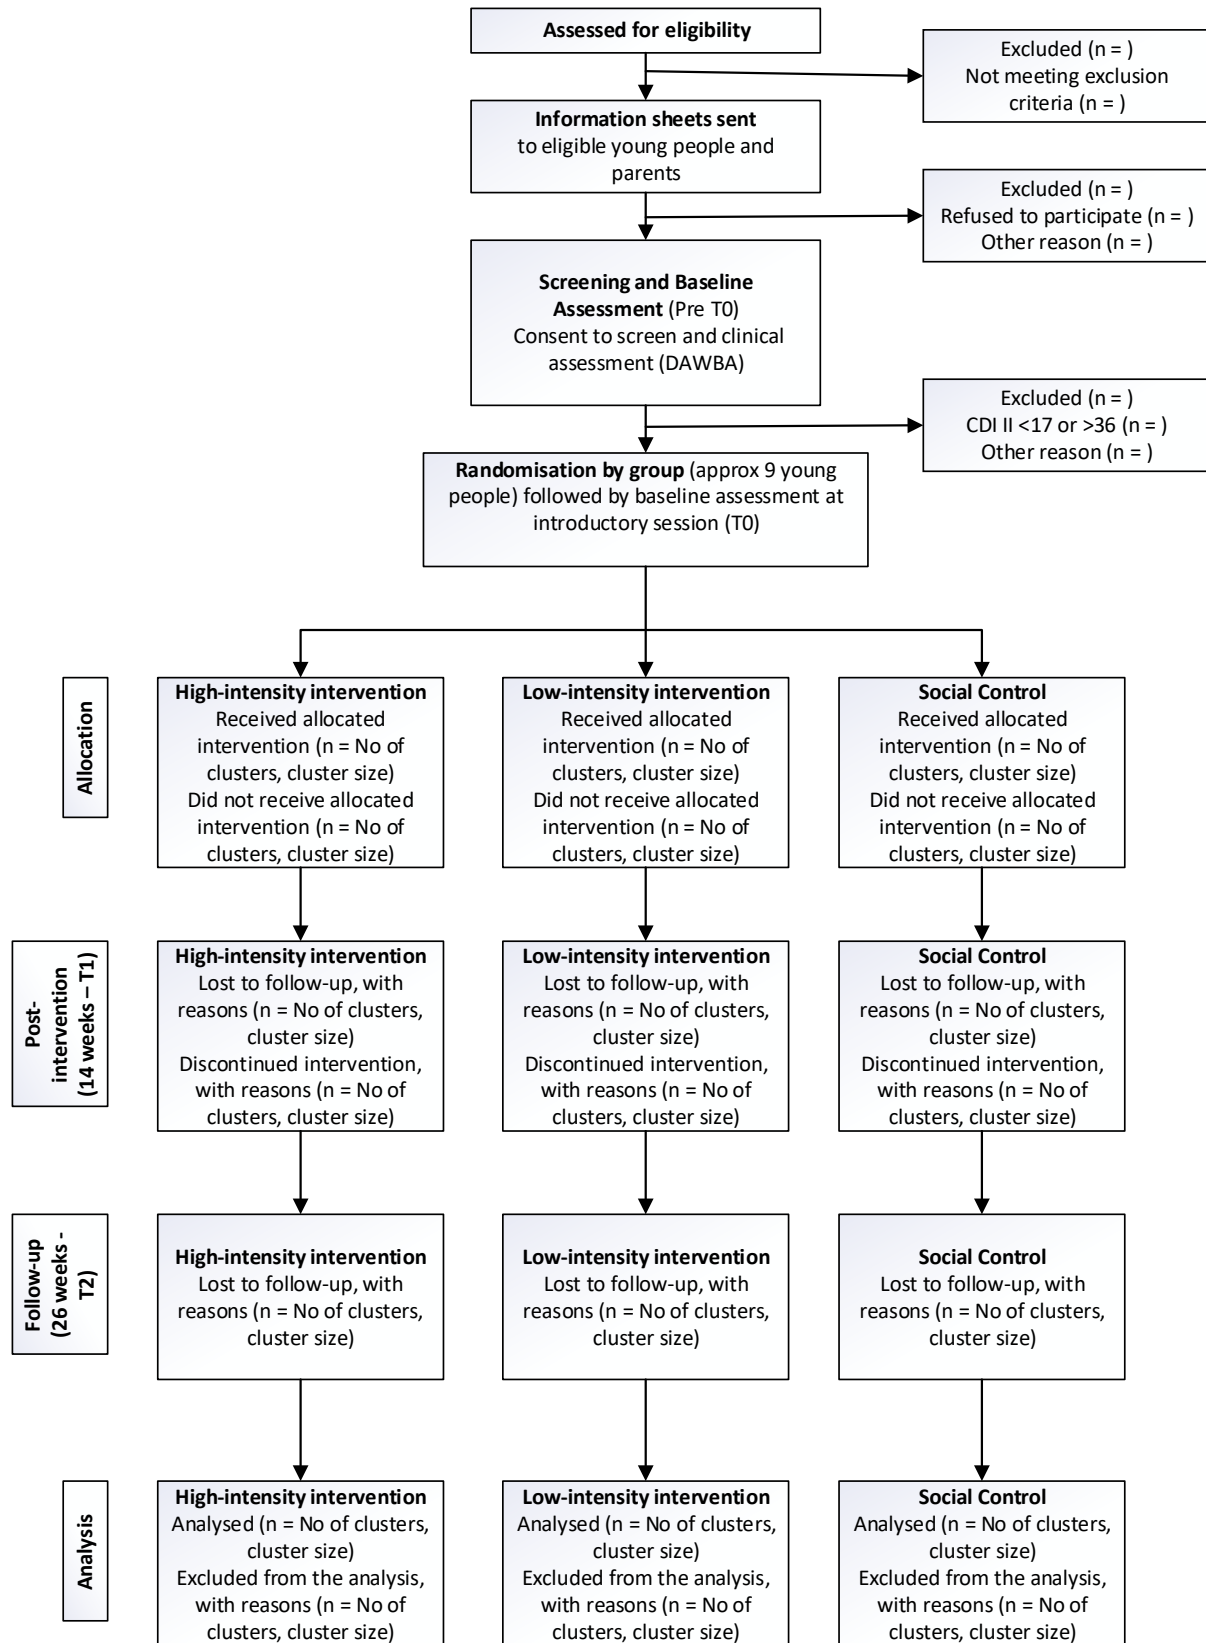 Assessed for eligibility
Excluded (n = )
Not meeting exclusion
criteria (n = )
Information sheets sent
to eligible young people and
parents
Excluded (n = )
Refused to participate (n = )
Other reason (n = )
Screening and Baseline
Assessment (Pre T0)
Consent to screen and clinical
assessment (DAWBA)
Excluded (n = )
CDI II <17 or >36 (n = )
Other reason (n = )
Randomisation by group (approx 9 young
people) followed by baseline assessment at
introductory session (T0)
Allocation
High-intensity intervention
Received allocated
intervention (n = No of
clusters, cluster size)
Did not receive allocated
intervention (n = No of
clusters, cluster size)
Low-intensity intervention
Received allocated
intervention (n = No of
clusters, cluster size)
Did not receive allocated
intervention (n = No of
clusters, cluster size)
Social Control
Received allocated
intervention (n = No of
clusters, cluster size)
Did not receive allocated
intervention (n = No of
clusters, cluster size)
Post-
intervention
(14 weeks – T1)
High-intensity intervention
Lost to follow-up, with
reasons (n = No of clusters,
cluster size)
Discontinued intervention,
with reasons (n = No of
clusters, cluster size)
Low-intensity intervention
Lost to follow-up, with
reasons (n = No of clusters,
cluster size)
Discontinued intervention,
with reasons (n = No of
clusters, cluster size)
Social Control
Lost to follow-up, with
reasons (n = No of clusters,
cluster size)
Discontinued intervention,
with reasons (n = No of
clusters, cluster size)
Follow-up
(26 weeks -
T2)
High-intensity intervention
Lost to follow-up, with
reasons (n = No of clusters,
cluster size)
Low-intensity intervention
Lost to follow-up, with
reasons (n = No of clusters,
cluster size)
Social Control
Lost to follow-up, with
reasons (n = No of clusters,
cluster size)
Analysis
High-intensity intervention
Analysed (n = No of clusters,
cluster size)
Excluded from the analysis,
with reasons (n = No of
clusters, cluster size)
Low-intensity intervention
Analysed (n = No of clusters,
cluster size)
Excluded from the analysis,
with reasons (n = No of
clusters, cluster size)
Social Control
Analysed (n = No of clusters,
cluster size)
Excluded from the analysis,
with reasons (n = No of
clusters, cluster size)